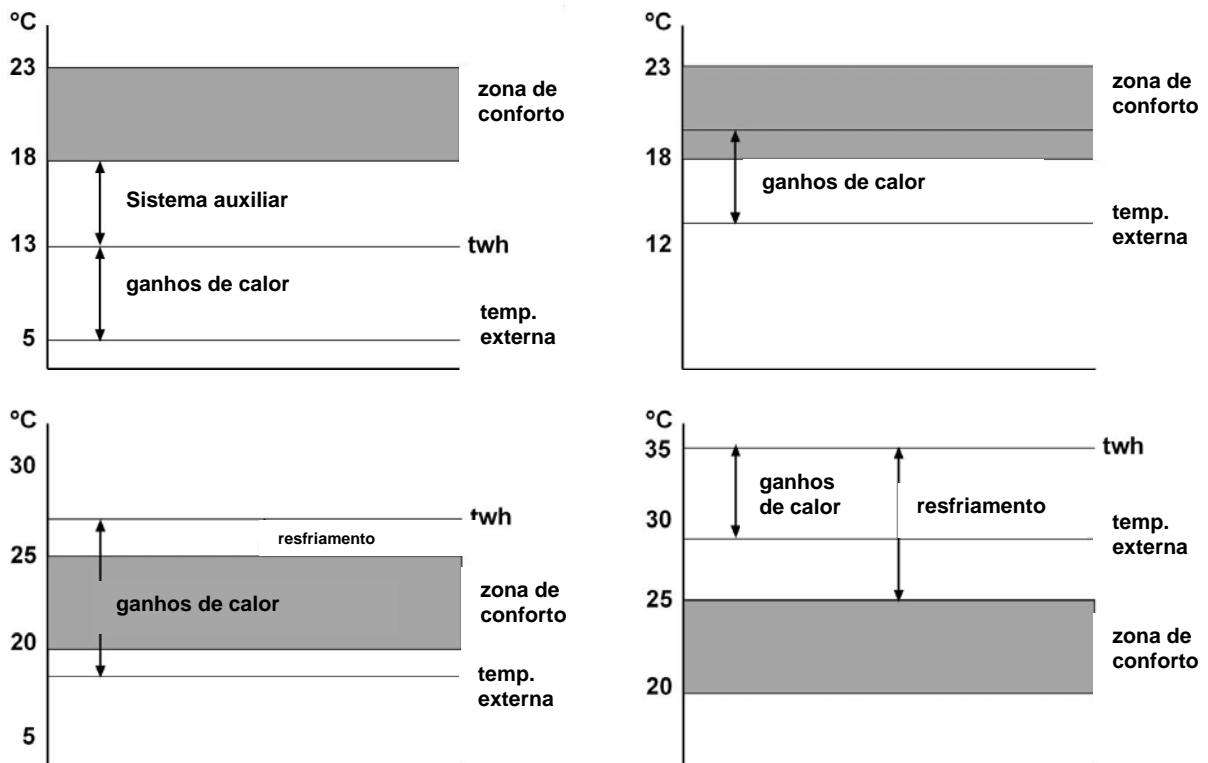 °C
23
zona de
conforto
18
Sistema auxiliar
13
twh
ganhos de calor
temp.
externa
5
°C
23
zona de
conforto
18
ganhos de calor
temp.
externa
12
°C
30
twh
resfriamento
25
zona de
conforto
ganhos de calor
20
temp.
externa
5
°C
35
twh
ganhos
de calor
resfriamento
30
temp.
externa
25
zona de
conforto
20